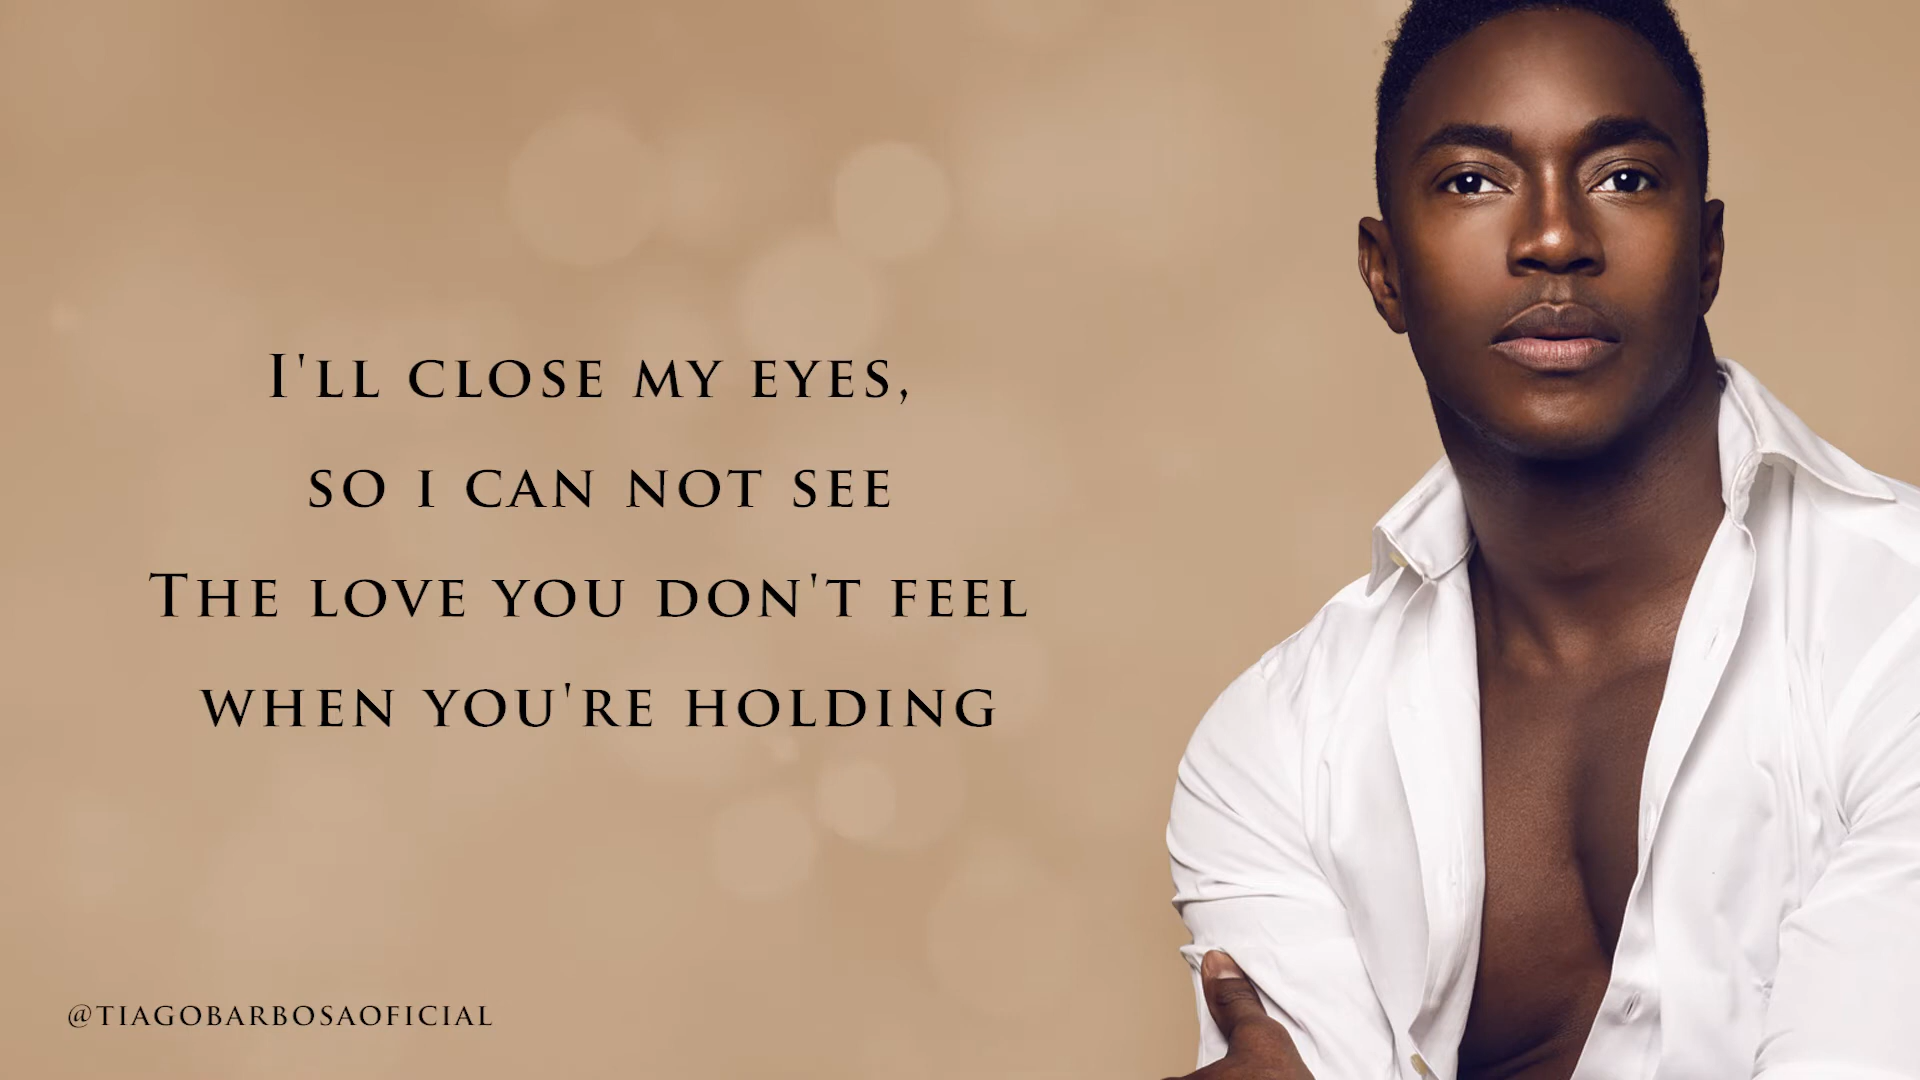 I'LL CLOSE MY EYES,
SO I CAN NOT SEE
THE LOVE YOU DON'T FEEL
WHEN YOU'RE HOLDING
@TIAGOBARBOSAOFICIAL